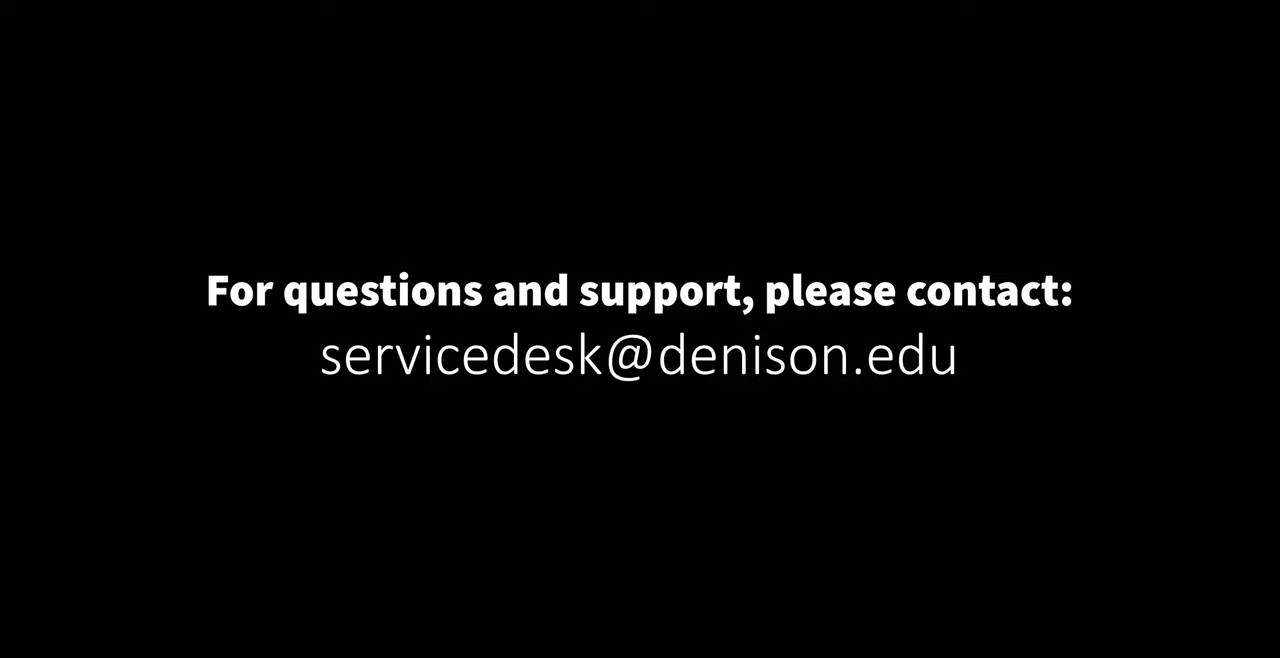 For questions and support, please contact:
servicedesk@denison.edu